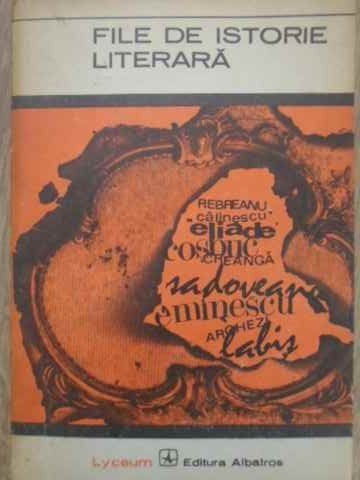 FILE DE ISTORIE
LITERARĂ
REBREANU
călinescu
eliade
coșbuc
CREANGĂ
sadoveanu
eminescu
ARGHEZI
labiș
Lyceum Editura Albatros